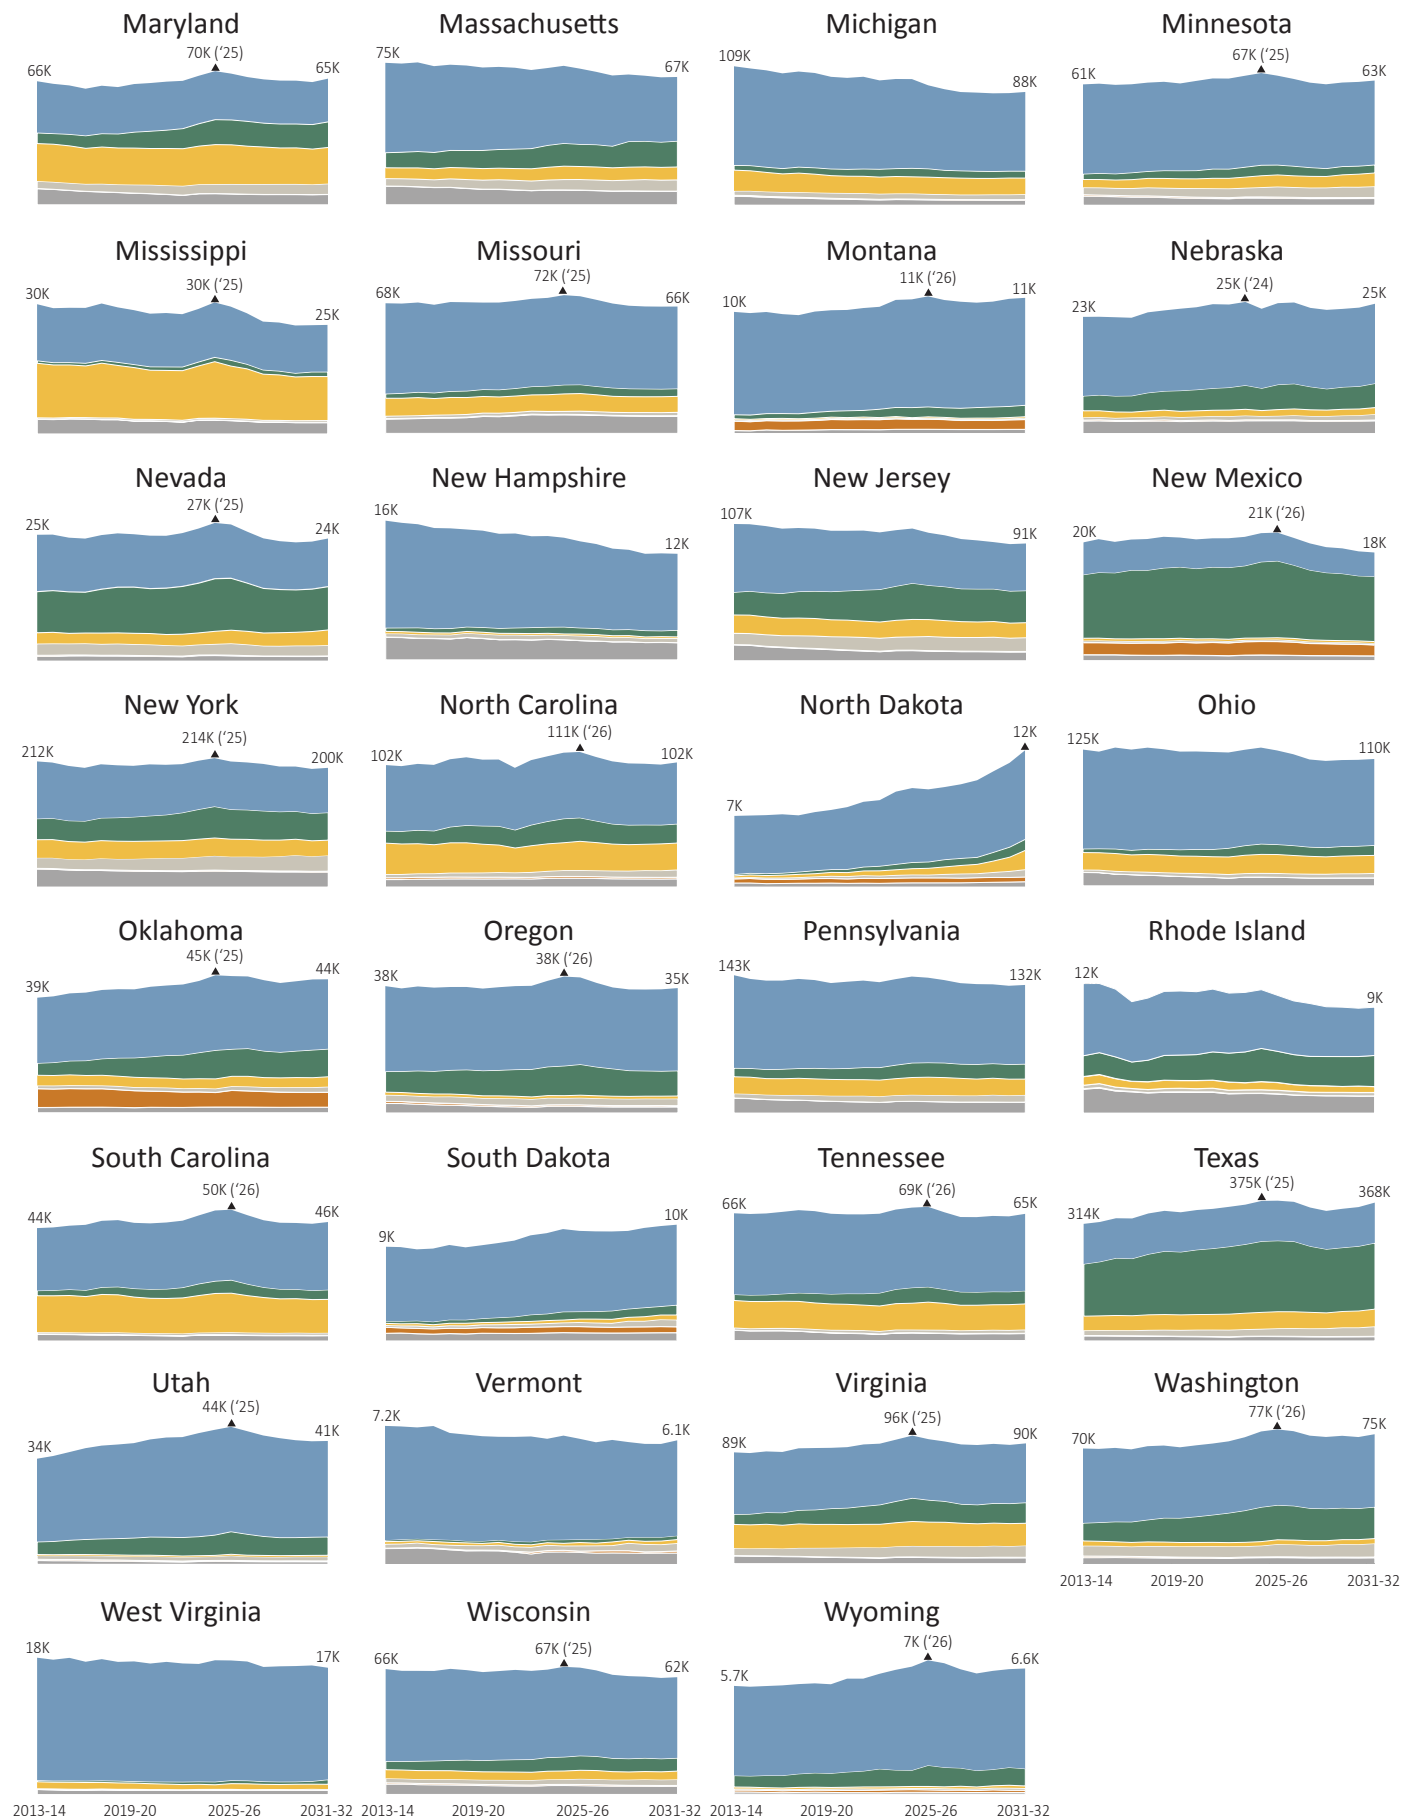 Maryland
Massachusetts
Michigan
Minnesota
66K
70K (‘25)
65K
75K
67K
109K
88K
61K
67K (‘25)
63K
Mississippi
Missouri
Montana
Nebraska
30K
30K (‘25)
25K
68K
72K (‘25)
66K
10K
11K (‘26)
11K
23K
25K (‘24)
25K
Nevada
New Hampshire
New Jersey
New Mexico
25K
27K (‘25)
24K
16K
12K
107K
91K
20K
21K (‘26)
18K
New York
North Carolina
North Dakota
Ohio
212K
214K (‘25)
200K
102K
111K (‘26)
102K
7K
12K
125K
110K
Oklahoma
Oregon
Pennsylvania
Rhode Island
39K
45K (‘25)
44K
38K
38K (‘26)
35K
143K
132K
12K
9K
South Carolina
South Dakota
Tennessee
Texas
44K
50K (‘26)
46K
9K
10K
66K
69K (‘26)
65K
314K
375K (‘25)
368K
Utah
Vermont
Virginia
Washington
34K
44K (‘25)
41K
7.2K
6.1K
89K
96K (‘25)
90K
70K
77K (‘26)
75K
2013-14 2019-20 2025-26 2031-32
West Virginia
Wisconsin
Wyoming
18K
17K
66K
67K (‘25)
62K
5.7K
7K (‘26)
6.6K
2013-14 2019-20 2025-26 2031-32
2013-14 2019-20 2025-26 2031-32
2013-14 2019-20 2025-26 2031-32